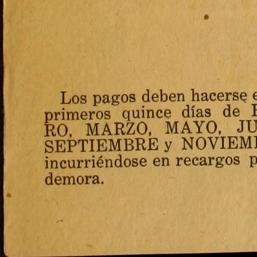 Los pagos deben hacerse e
primeros quince días de E
RO, MARZO, MAYO, JU
SEPTIEMBRE y NOVIEM
incurriéndose en recargos p
demora.